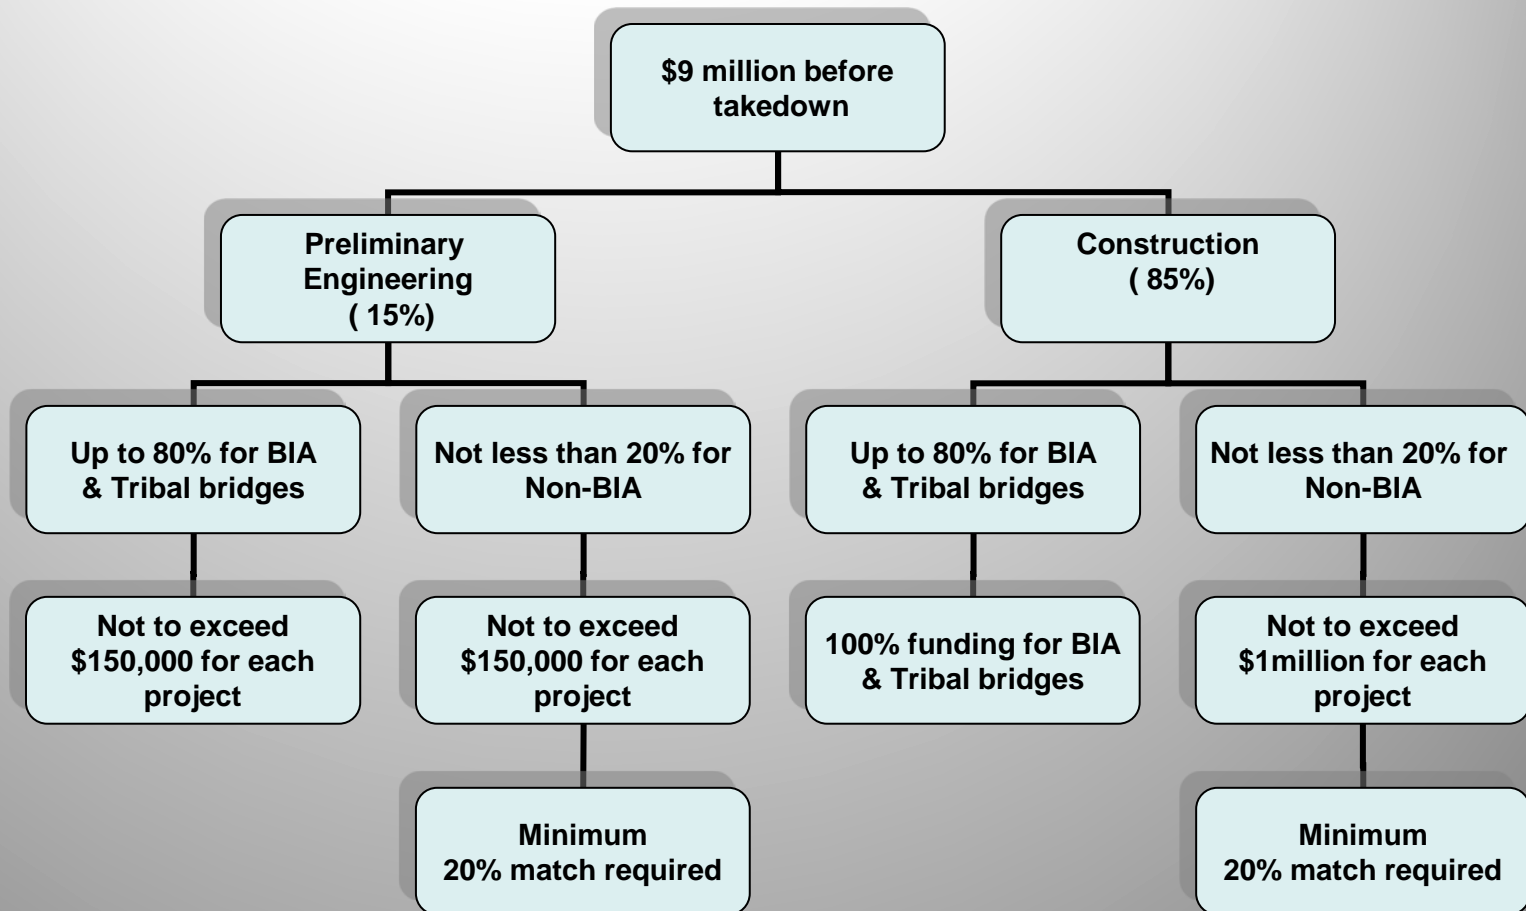 $9 million before
takedown
Preliminary
Engineering
( 15%)
Construction
( 85%)
Up to 80% for BIA
& Tribal bridges
Not less than 20% for
Non-BIA
Up to 80% for BIA
& Tribal bridges
Not less than 20% for
Non-BIA
Not to exceed
$150,000 for each
project
Not to exceed
$150,000 for each
project
100% funding for BIA
& Tribal bridges
Not to exceed
$1million for each
project
Minimum
20% match required
Minimum
20% match required